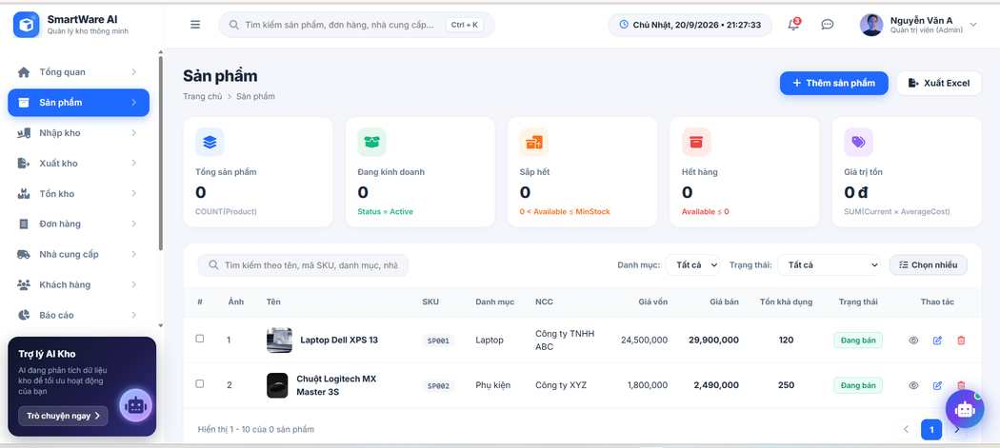 SmartWare AI
Quản lý kho thông minh
Tìm kiếm sản phẩm, đơn hàng, nhà cung cấp...
Ctrl + K
Chủ Nhật, 20/9/2026 • 21:27:33
3
Nguyễn Văn A
Quản trị viên (Admin)
Tổng quan
Sản phẩm
Nhập kho
Xuất kho
Tồn kho
Đơn hàng
Nhà cung cấp
Khách hàng
Báo cáo
Trợ lý AI Kho
AI đang phân tích dữ liệu
kho để tối ưu hoạt động
của bạn
Trò chuyện ngay
Sản phẩm
Trang chủ > Sản phẩm
+ Thêm sản phẩm
Xuất Excel
Tổng sản phẩm
0
COUNT(Product)
Đang kinh doanh
0
Status = Active
Sắp hết
0
0 < Available ≤ MinStock
Hết hàng
0
Available ≤ 0
Giá trị tồn
0 đ
SUM(Current × AverageCost)
Tìm kiếm theo tên, mã SKU, danh mục, nhà
Danh mục: Tất cả
Trạng thái: Tất cả
Chọn nhiều
# Ảnh Tên SKU Danh mục NCC Giá vốn Giá bán Tồn khả dụng Trạng thái Thao tác
1 Laptop Dell XPS 13 SP001 Laptop Công ty TNHH ABC 24,500,000 29,900,000 120 Đang bán
2 Chuột Logitech MX Master 3S SP002 Phụ kiện Công ty XYZ 1,800,000 2,490,000 250 Đang bán
Hiển thị 1 - 10 của 0 sản phẩm
1